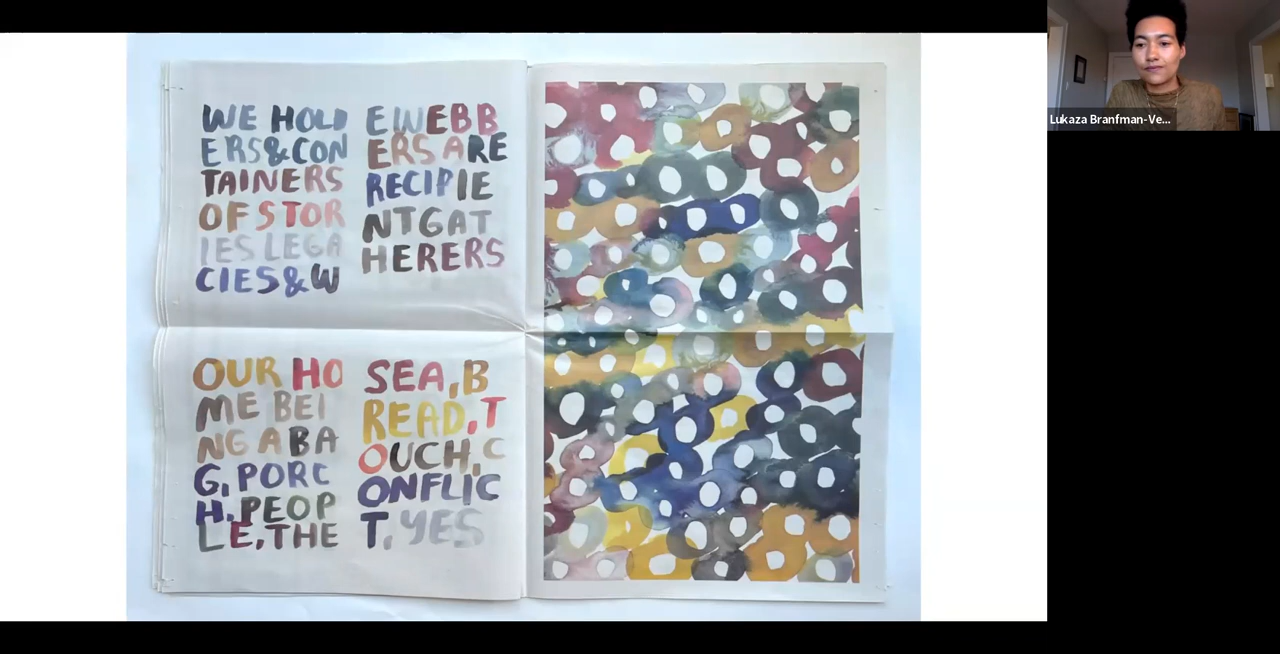 WE HOLD
ERS&CON
TAINERS
OF STOR
IES LEGA
CIES&W
E WEBB
ERS ARE
RECIPIE
NTGAT
HERERS
OUR HO
ME BEI
NG A BA
G, PORC
H, PEOP
LE, THE
SEA, B
READ, T
OUCH, C
ONFLIC
T, YES
Lukaza Branfman-Ve...